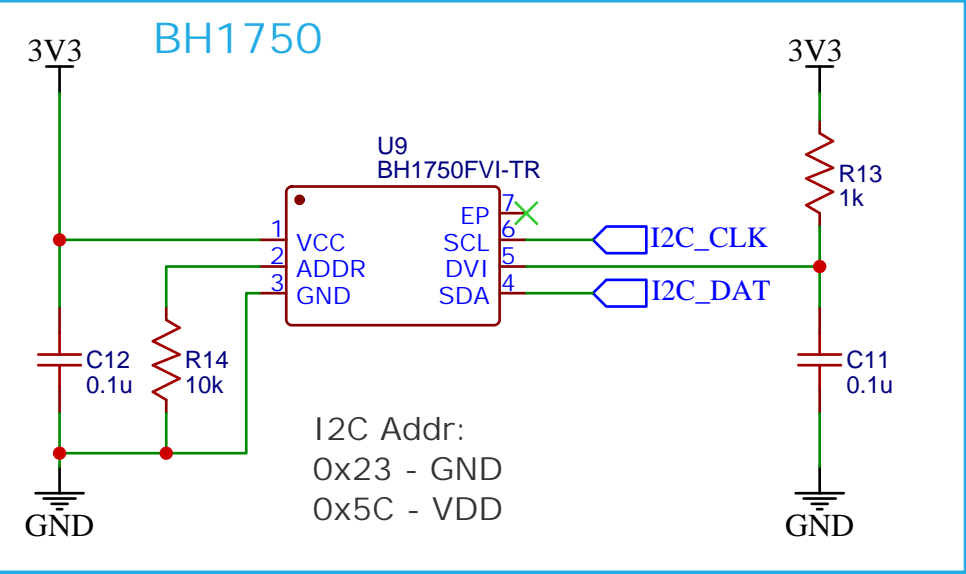 BH1750
3V3
3V3
U9
BH1750FVI-TR
R13
1k
1
VCC
2
ADDR
3
GND
7
EP
6
SCL
5
DVI
4
SDA
I2C_CLK
I2C_DAT
C12
0.1u
R14
10k
C11
0.1u
I2C Addr:
0x23 - GND
0x5C - VDD
GND
GND